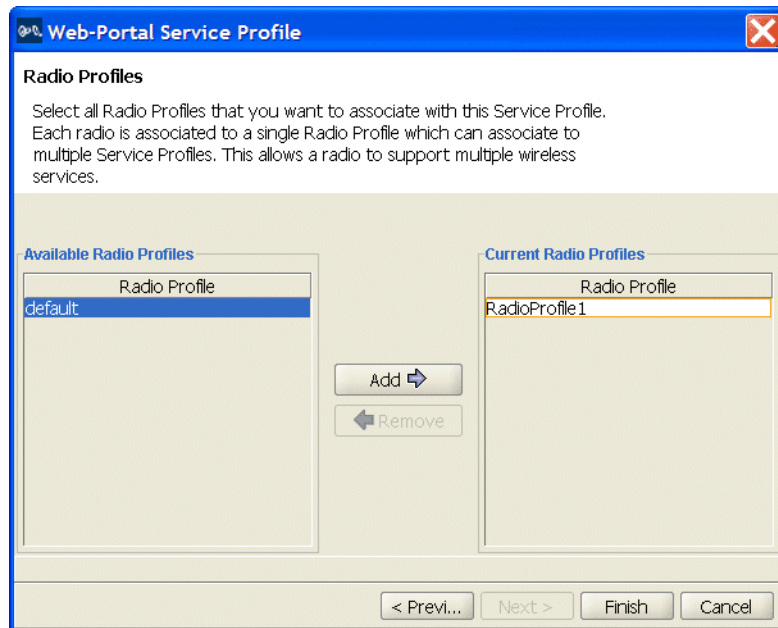 Web-Portal Service Profile
Radio Profiles
Select all Radio Profiles that you want to associate with this Service Profile.
Each radio is associated to a single Radio Profile which can associate to
multiple Service Profiles. This allows a radio to support multiple wireless
services.
Available Radio Profiles
Radio Profile
default
Add
Remove
Current Radio Profiles
Radio Profile
RadioProfile1
< Previ...
Next >
Finish
Cancel